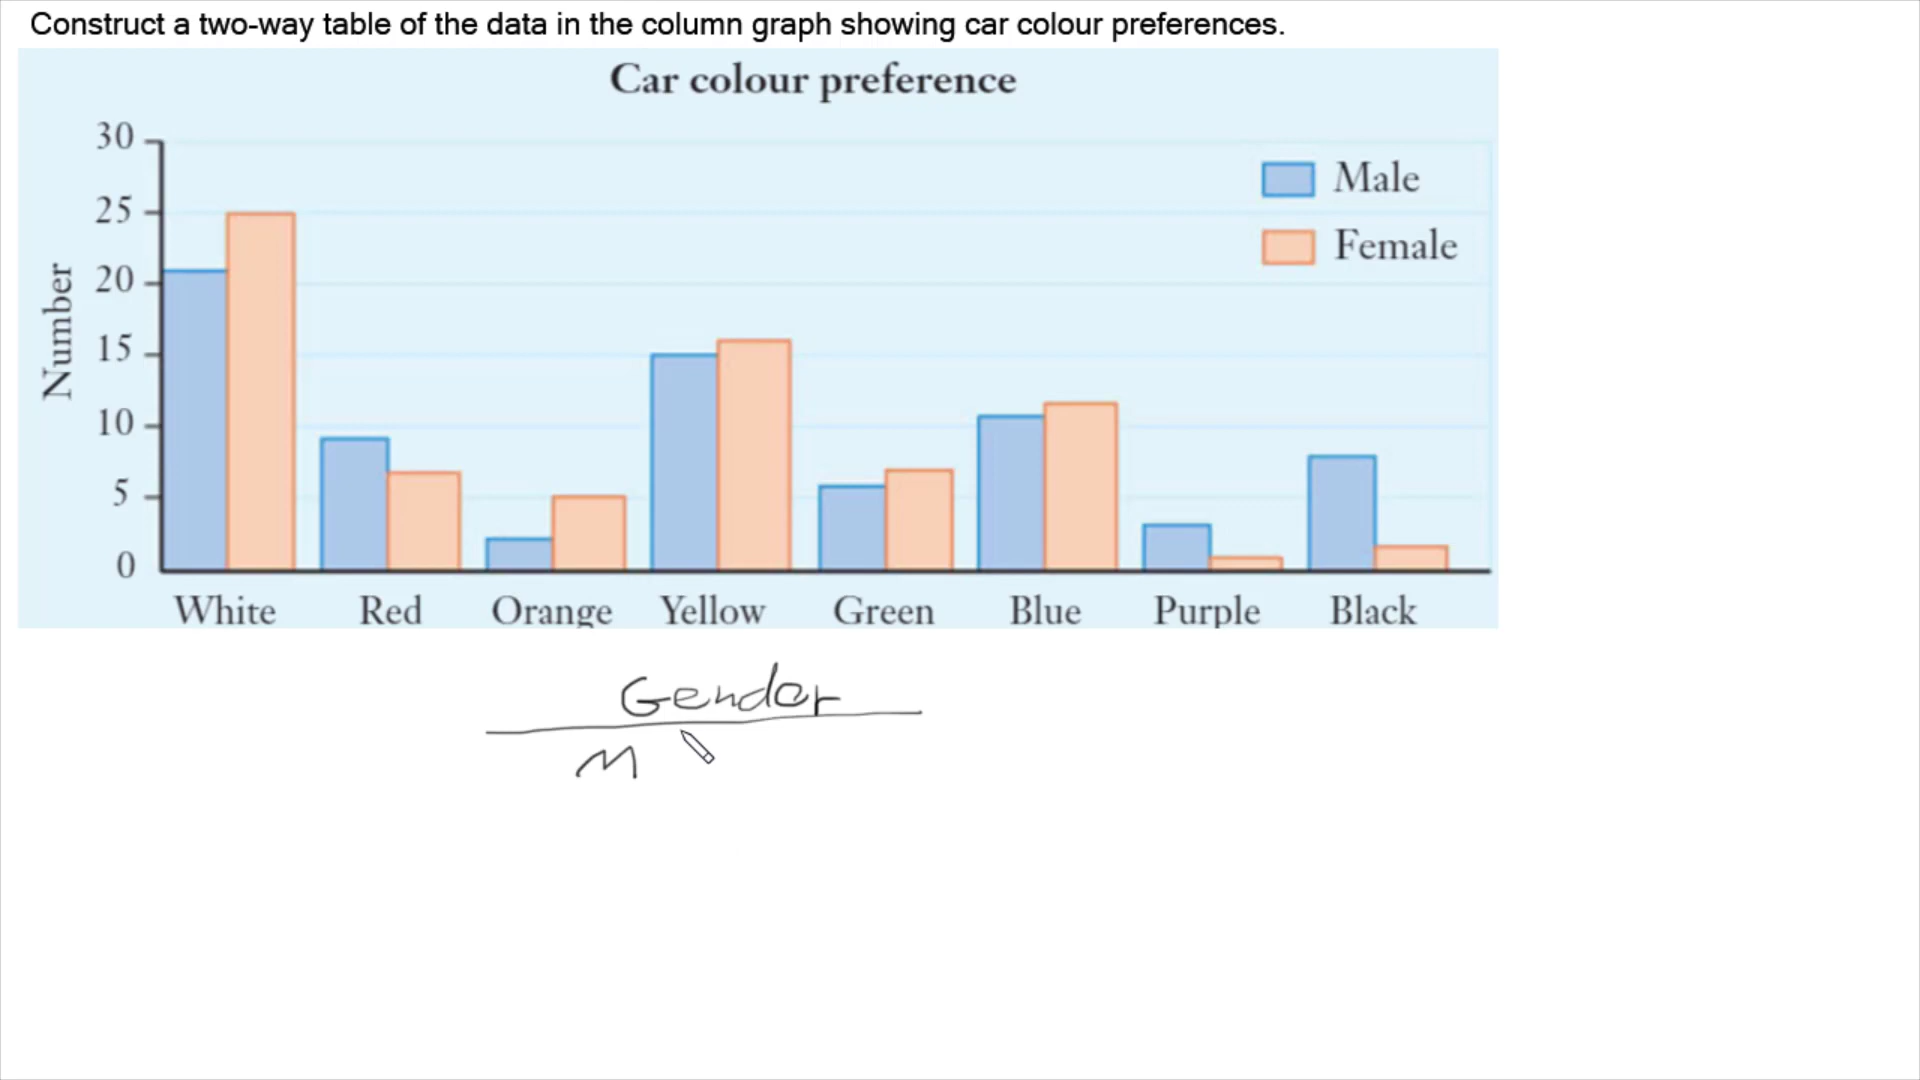 Construct a two-way table of the data in the column graph showing car colour preferences.
Car colour preference
30
25
20
15
10
5
0
Number
Male
Female
White Red Orange Yellow Green Blue Purple Black
Gender
M